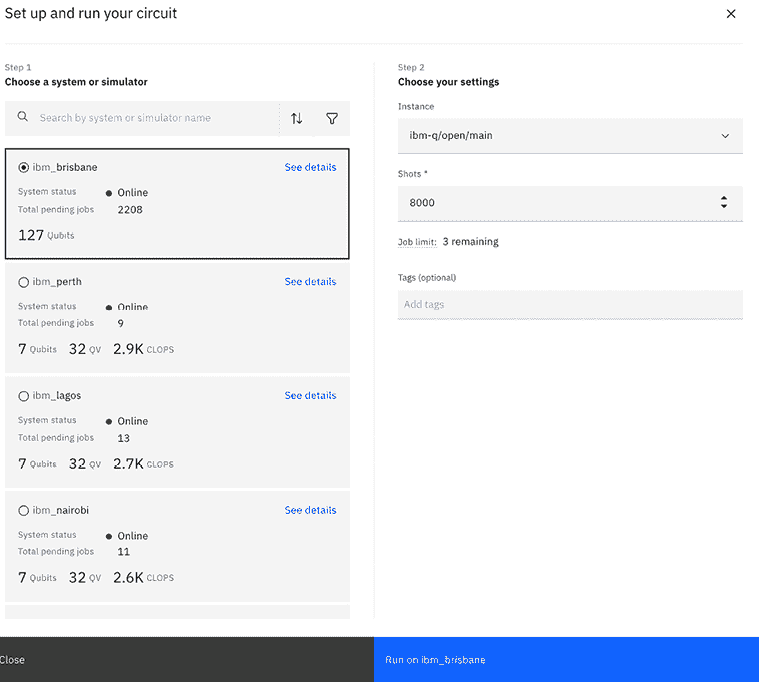 Set up and run your circuit
Step 1
Choose a system or simulator
Search by system or simulator name
ibm_brisbane See details
System status Online
Total pending jobs 2208
127 Qubits
ibm_perth See details
System status Online
Total pending jobs 9
7 Qubits 32 QV 2.9K CLOPS
ibm_lagos See details
System status Online
Total pending jobs 13
7 Qubits 32 QV 2.7K CLOPS
ibm_nairobi See details
System status Online
Total pending jobs 11
7 Qubits 32 QV 2.6K CLOPS
Step 2
Choose your settings
Instance
ibm-q/open/main
Shots *
8000
Job limit: 3 remaining
Tags (optional)
Add tags
Close
Run on ibm_brisbane